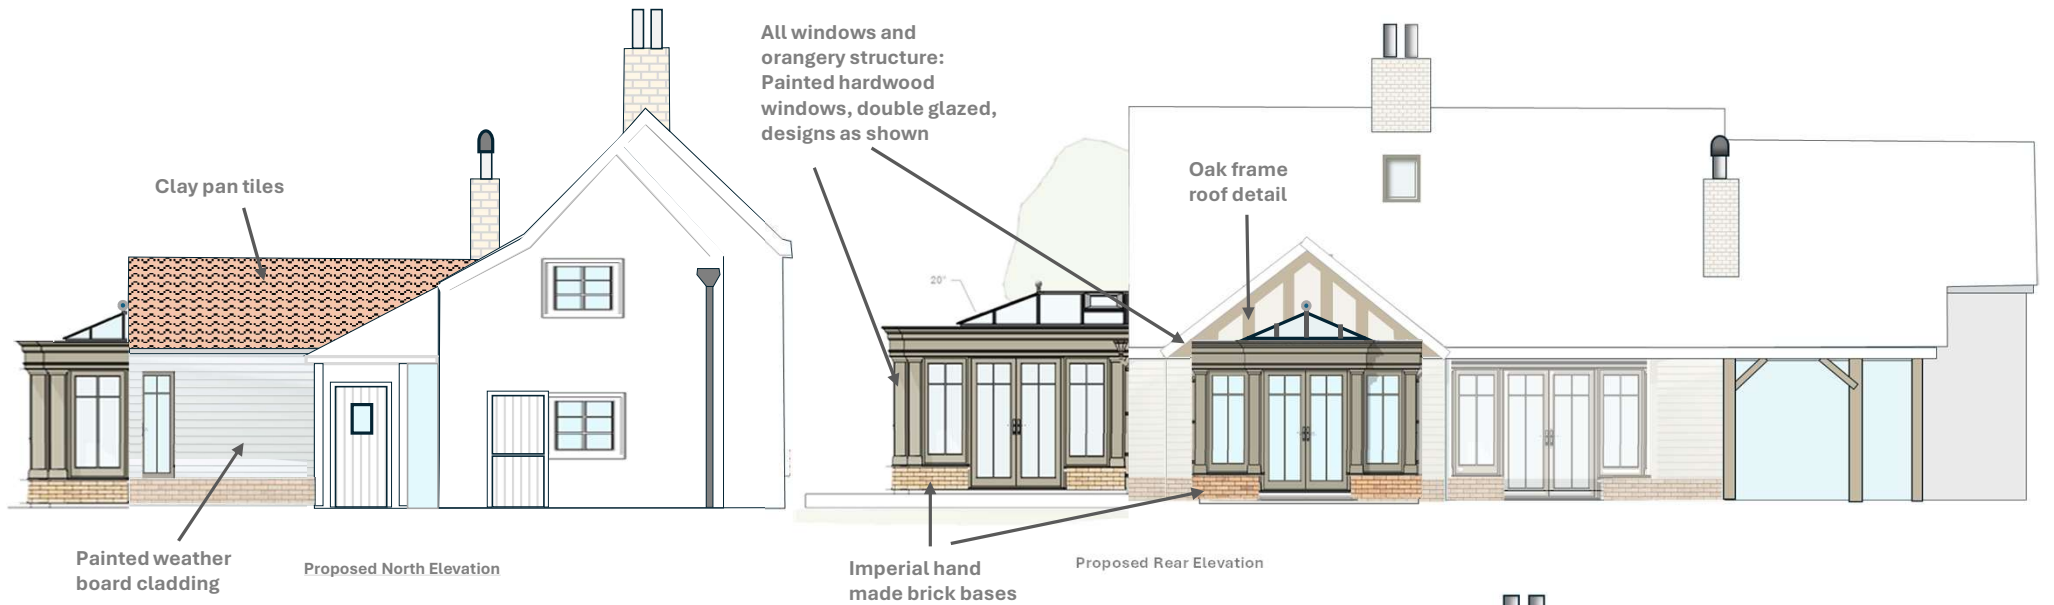 All windows and
orangery structure:
Painted hardwood
windows, double glazed,
designs as shown
Clay pan tiles
Oak frame
roof detail
20°
Painted weather
board cladding
Proposed North Elevation
Imperial hand
made brick bases
Proposed Rear Elevation